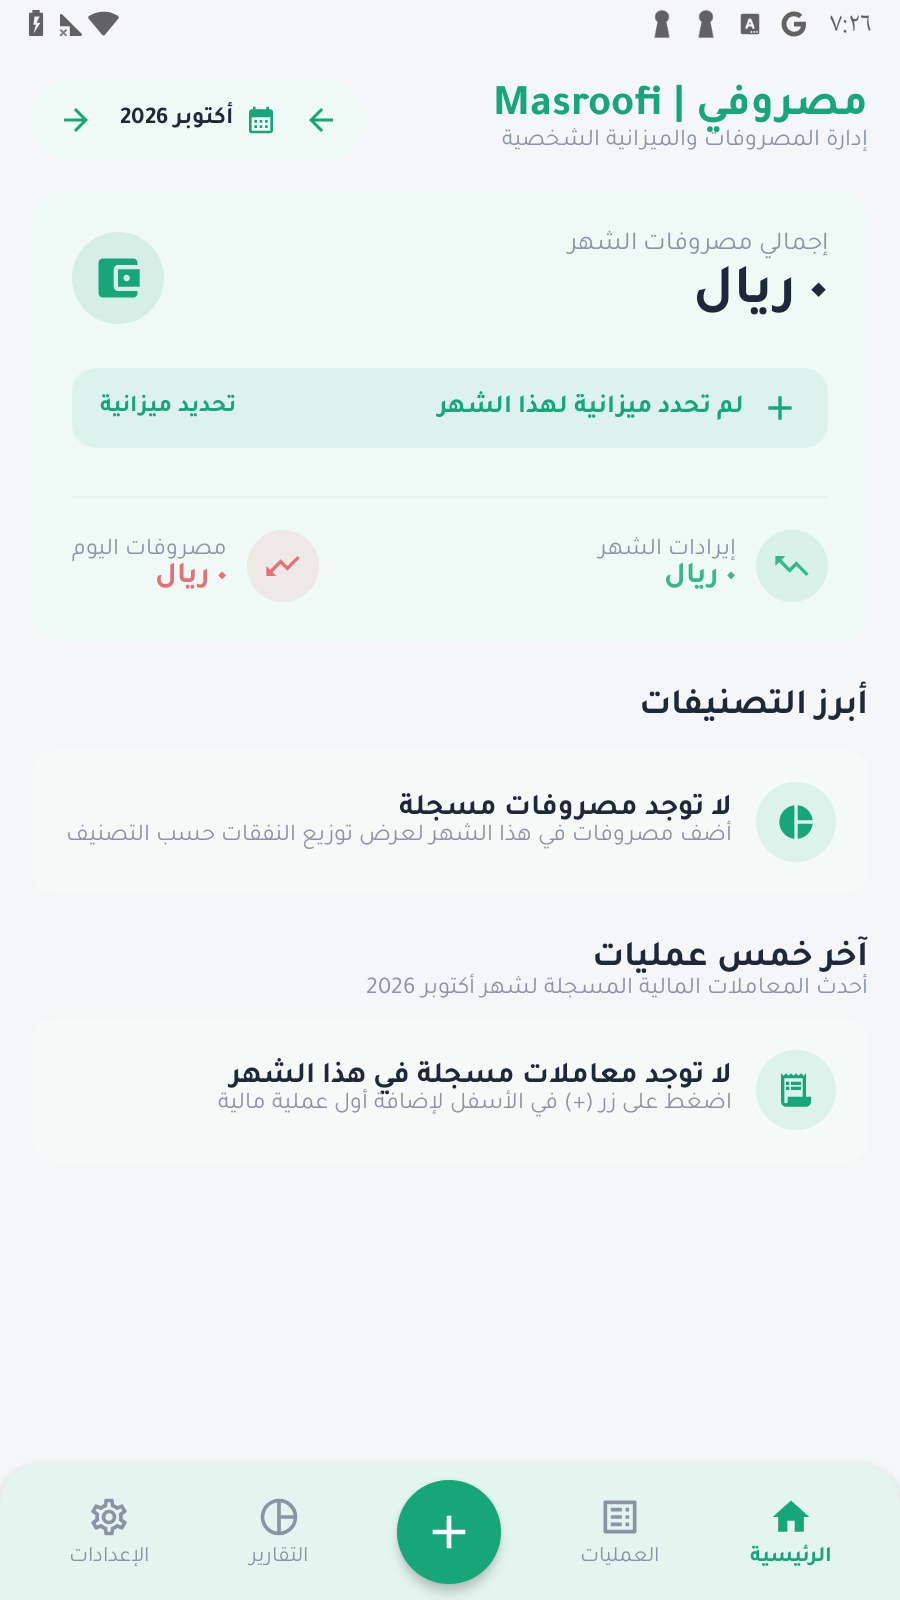 ٧:٢٦
مصروفي | Masroofi
إدارة المصروفات والميزانية الشخصية
أكتوبر 2026
إجمالي مصروفات الشهر
٠ ريال
لم تحدد ميزانية لهذا الشهر
تحديد ميزانية
إيرادات الشهر
٠ ريال
مصروفات اليوم
٠ ريال
أبرز التصنيفات
لا توجد مصروفات مسجلة
أضف مصروفات في هذا الشهر لعرض توزيع النفقات حسب التصنيف
آخر خمس عمليات
أحدث المعاملات المالية المسجلة لشهر أكتوبر 2026
لا توجد معاملات مسجلة في هذا الشهر
اضغط على زر (+) في الأسفل لإضافة أول عملية مالية
الرئيسية
العمليات
التقارير
الإعدادات